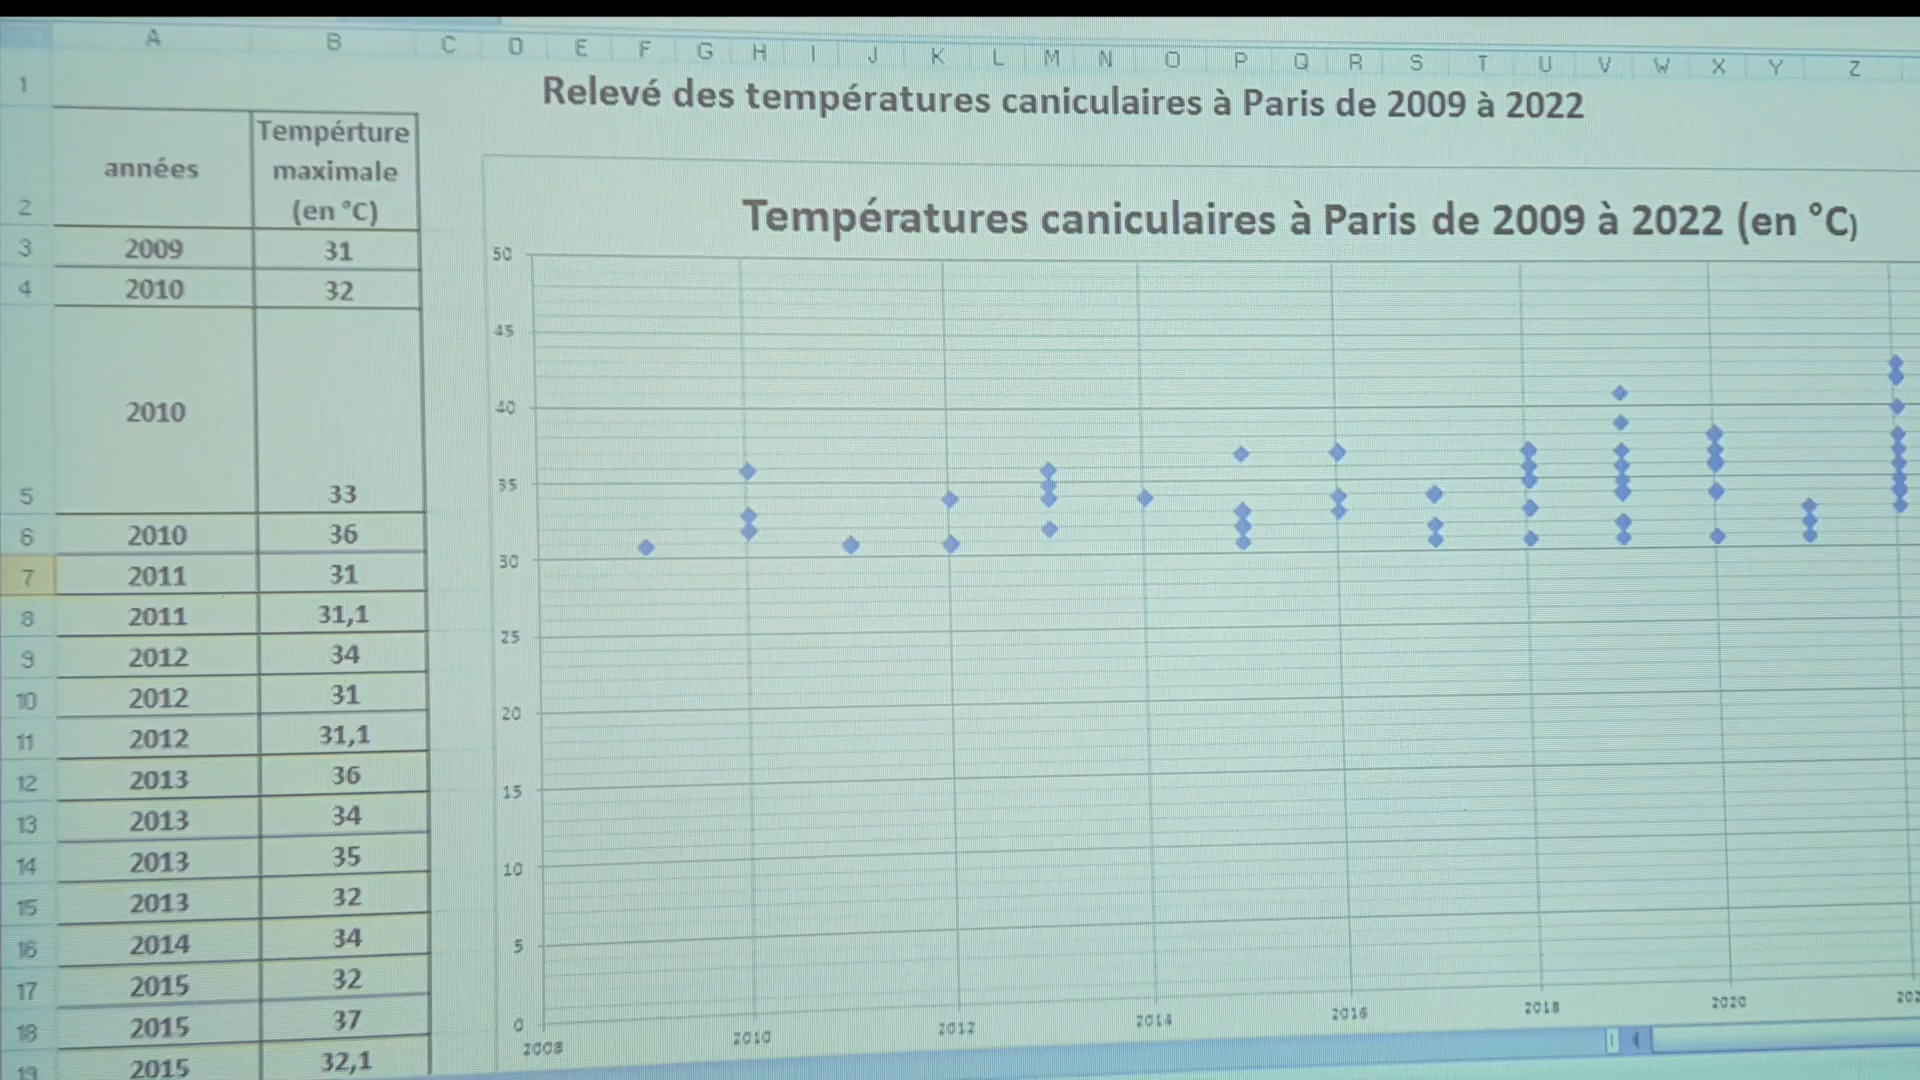 A B C D E F G H I J K L M N O P Q R S T U V W X Y Z
1 Relevé des températures caniculaires à Paris de 2009 à 2022
2 années Tempérture maximale (en °C)
3 2009 31
4 2010 32
5 2010 33
6 2010 36
7 2011 31
8 2011 31,1
9 2012 34
10 2012 31
11 2012 31,1
12 2013 36
13 2013 34
14 2013 35
15 2013 32
16 2014 34
17 2015 32
18 2015 37
19 2015 32,1
Températures caniculaires à Paris de 2009 à 2022 (en °C)
50
45
40
35
30
25
20
15
10
5
0
2008 2010 2012 2014 2016 2018 2020